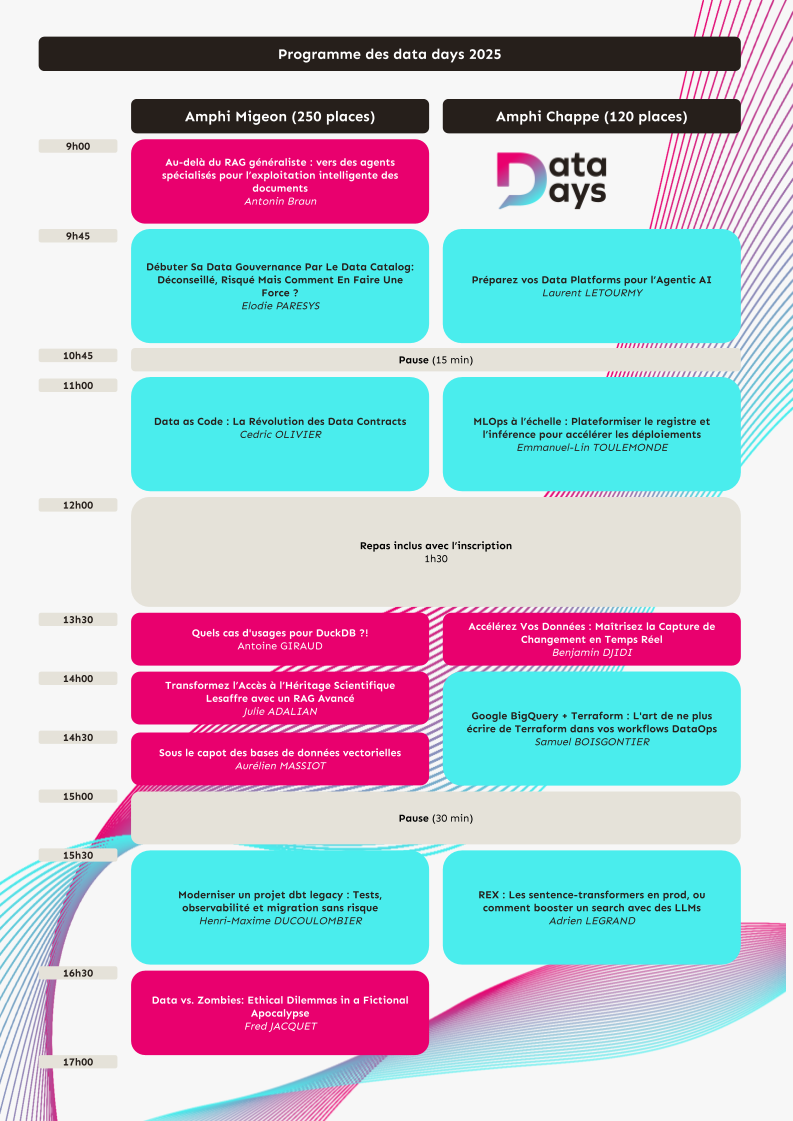 Programme des data days 2025
Amphi Migeon (250 places)
Amphi Chappe (120 places)
9h00
Au-delà du RAG généraliste : vers des agents
spécialisés pour l’exploitation intelligente des
documents
Antonin Braun
Data
Days
9h45
Débuter Sa Data Gouvernance Par Le Data Catalog:
Déconseillé, Risqué Mais Comment En Faire Une
Force ?
Elodie PARESYS
Préparez vos Data Platforms pour l’Agentic AI
Laurent LETOURMY
10h45
Pause (15 min)
11h00
Data as Code : La Révolution des Data Contracts
Cedric OLIVIER
MLOps à l’échelle : Plateformiser le registre et
l’inférence pour accélérer les déploiements
Emmanuel-Lin TOULEMONDE
12h00
Repas inclus avec l’inscription
1h30
13h30
Quels cas d'usages pour DuckDB ?!
Antoine GIRAUD
Accélérez Vos Données : Maîtrisez la Capture de
Changement en Temps Réel
Benjamin DJIDI
14h00
Transformez l’Accès à l’Héritage Scientifique
Lesaffre avec un RAG Avancé
Julie ADALIAN
Google BigQuery + Terraform : L'art de ne plus
écrire de Terraform dans vos workflows DataOps
Samuel BOISGONTIER
14h30
Sous le capot des bases de données vectorielles
Aurélien MASSIOT
15h00
Pause (30 min)
15h30
Moderniser un projet dbt legacy : Tests,
observabilité et migration sans risque
Henri-Maxime DUCOULOMBIER
REX : Les sentence-transformers en prod, ou
comment booster un search avec des LLMs
Adrien LEGRAND
16h30
Data vs. Zombies: Ethical Dilemmas in a Fictional
Apocalypse
Fred JACQUET
17h00